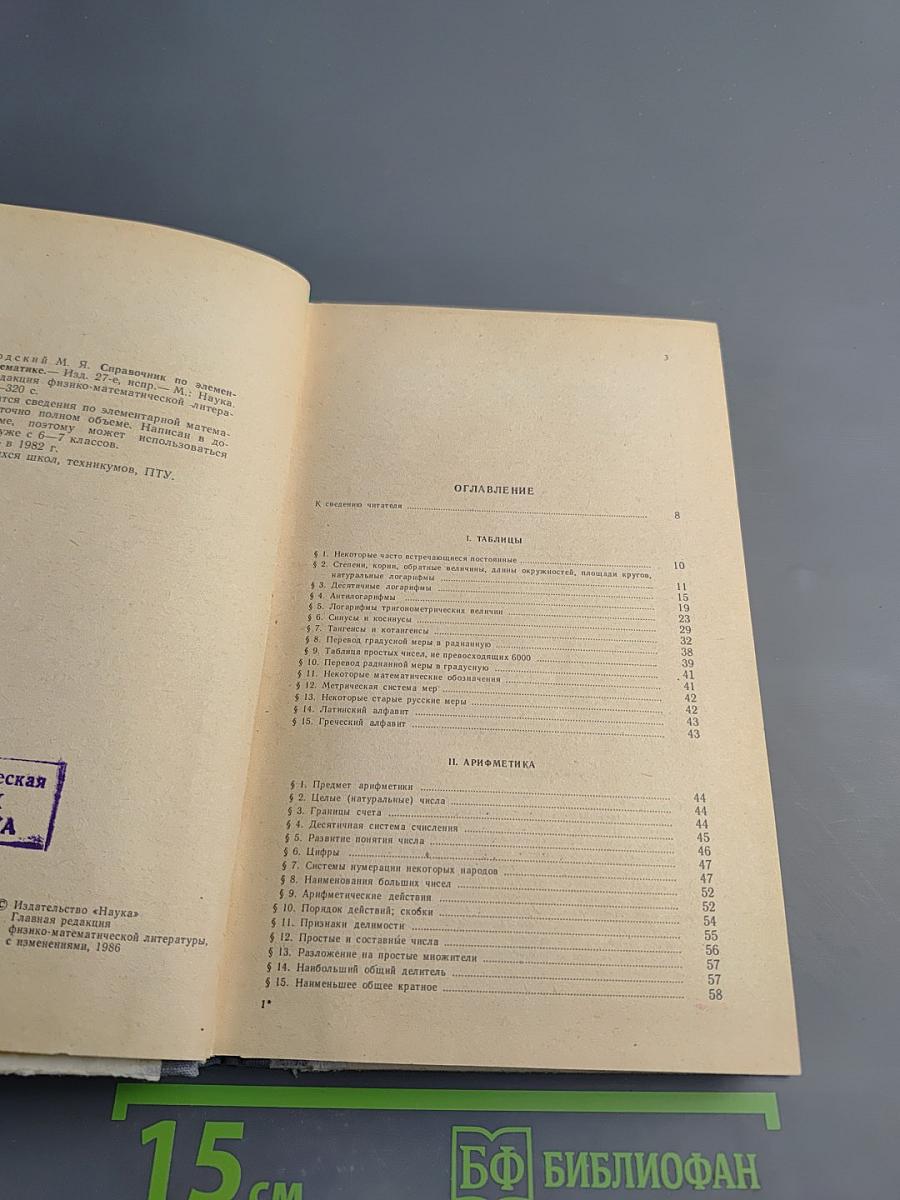 одский М. Я. Справочник по элемен-
ематике.— Изд. 27-е, испр.— М.: Наука.
дакция физико-математической литера-
—320 с.
атся сведения по элементарной матема-
точно полном объеме. Написан в до-
ме, поэтому может использоваться
уже с 6—7 классов.
в 1982 г.
ихся школ, техникумов, ПТУ.
еская
КА
© Издательство «Наука»
Главная редакция
физико-математической литературы,
с изменениями, 1986
3
ОГЛАВЛЕНИЕ
К сведению читателя 8
I. ТАБЛИЦЫ
§ 1. Некоторые часто встречающиеся постоянные 10
§ 2. Степени, корни, обратные величины, длины окружностей, площади кругов,
натуральные логарифмы 11
§ 3. Десятичные логарифмы 15
§ 4. Антилогарифмы 19
§ 5. Логарифмы тригонометрических величин 23
§ 6. Синусы и косинусы 29
§ 7. Тангенсы и котангенсы 32
§ 8. Перевод градусной меры в радианную 38
§ 9. Таблица простых чисел, не превосходящих 6000 39
§ 10. Перевод радианной меры в градусную 41
§ 11. Некоторые математические обозначения 41
§ 12. Метрическая система мер 42
§ 13. Некоторые старые русские меры 42
§ 14. Латинский алфавит 43
§ 15. Греческий алфавит 43
II. АРИФМЕТИКА
§ 1. Предмет арифметики 44
§ 2. Целые (натуральные) числа 44
§ 3. Границы счета 44
§ 4. Десятичная система счисления 45
§ 5. Развитие понятия числа 46
§ 6. Цифры 47
§ 7. Системы нумерации некоторых народов 47
§ 8. Наименования больших чисел 52
§ 9. Арифметические действия 52
§ 10. Порядок действий; скобки 54
§ 11. Признаки делимости 55
§ 12. Простые и составные числа 56
§ 13. Разложение на простые множители 57
§ 14. Наибольший общий делитель 57
§ 15. Наименьшее общее кратное 58
1*
15 см
БФ БИБЛИОФАН